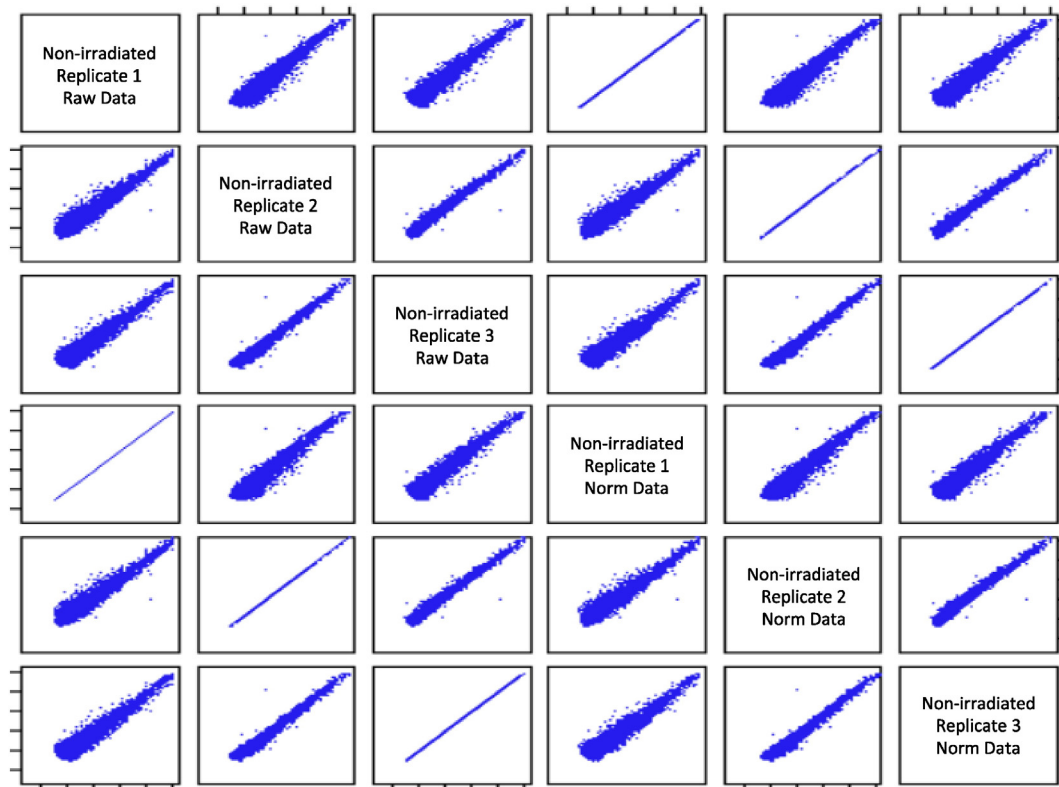 Non-irradiated
Replicate 1
Raw Data
Non-irradiated
Replicate 2
Raw Data
Non-irradiated
Replicate 3
Raw Data
Non-irradiated
Replicate 1
Norm Data
Non-irradiated
Replicate 2
Norm Data
Non-irradiated
Replicate 3
Norm Data